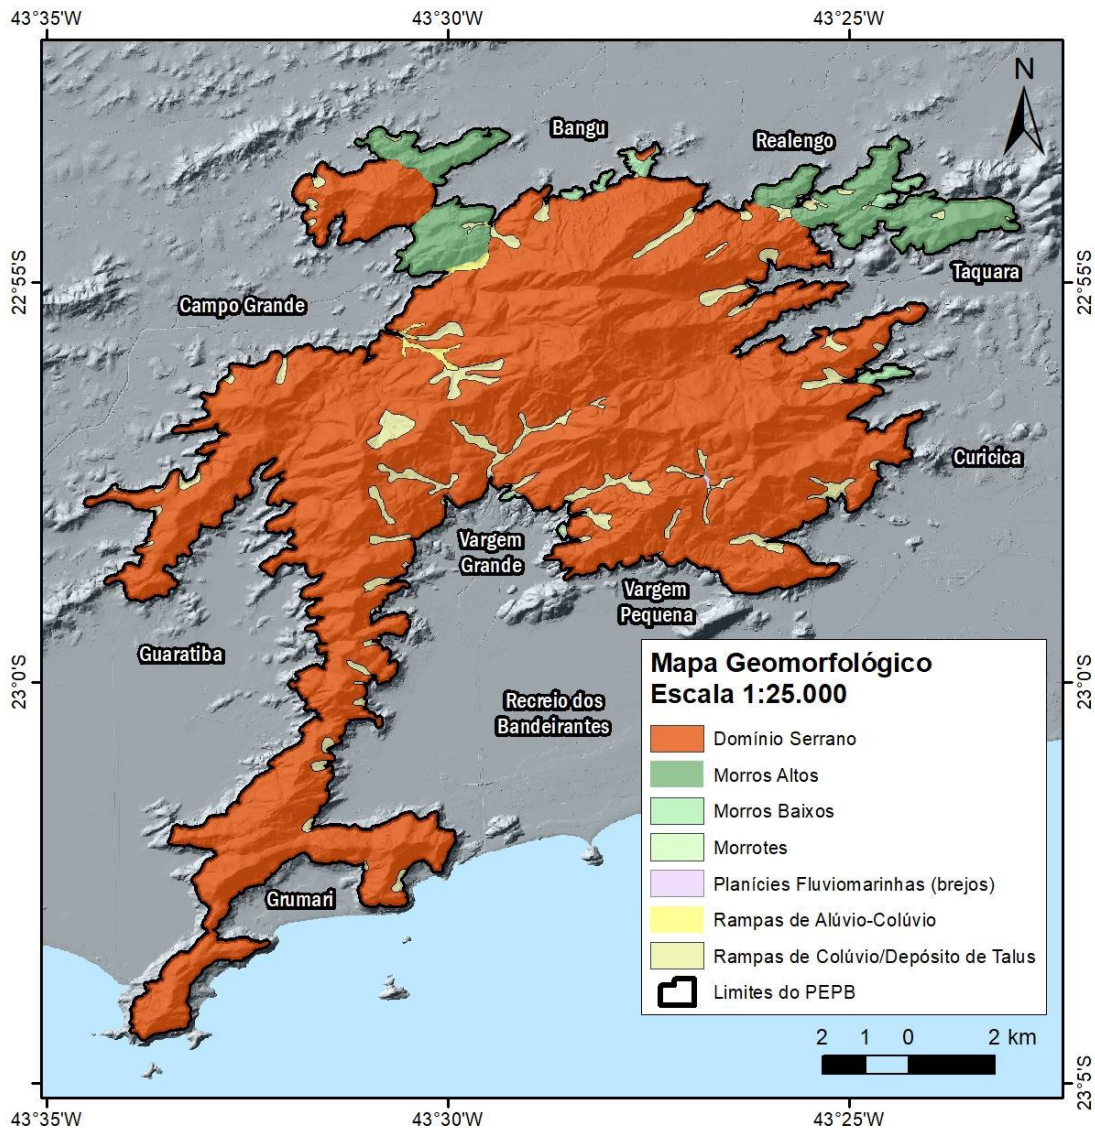 43°35'W 43°30'W 43°25'W
N
Bangu
Realengo
22°55'S
22°55'S
Taquara
Campo Grande
Curicica
Vargem
Grande
Vargem
Pequena
Guaratiba
23°0'S
23°0'S
Recreio dos
Bandeirantes
Grumari
Mapa Geomorfológico
Escala 1:25.000
Domínio Serrano
Morros Altos
Morros Baixos
Morrotes
Planícies Fluviomarinhas (brejos)
Rampas de Alúvio-Colúvio
Rampas de Colúvio/Depósito de Talus
Limites do PEPB
2 1 0 2 km
23°5'S
43°35'W 43°30'W 43°25'W